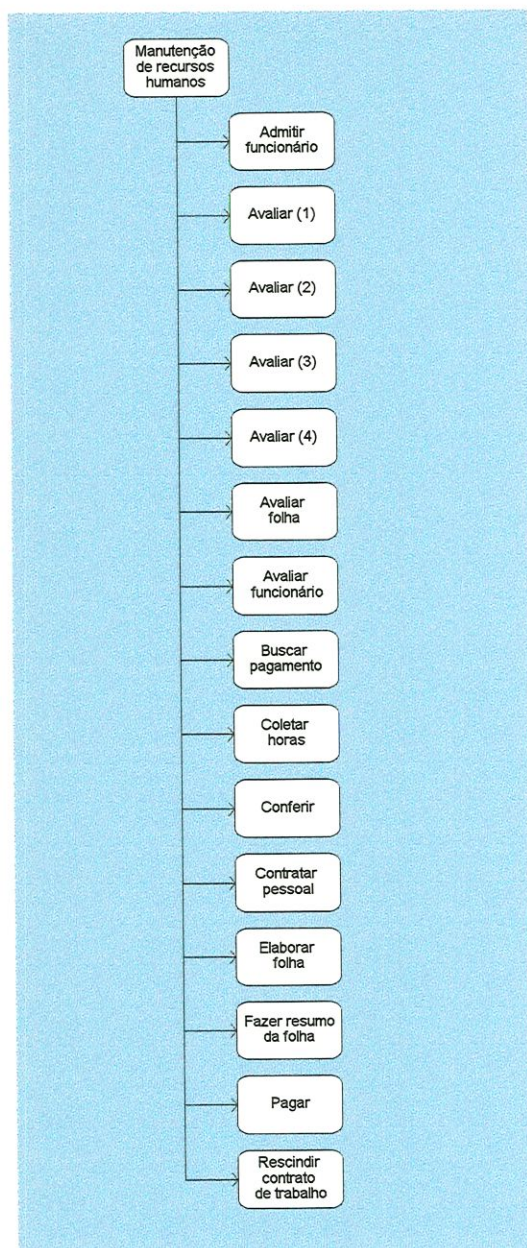 Manutenção
de recursos
humanos
Admitir
funcionário
Avaliar (1)
Avaliar (2)
Avaliar (3)
Avaliar (4)
Avaliar
folha
Avaliar
funcionário
Buscar
pagamento
Coletar
horas
Conferir
Contratar
pessoal
Elaborar
folha
Fazer resumo
da folha
Pagar
Rescindir
contrato
de trabalho